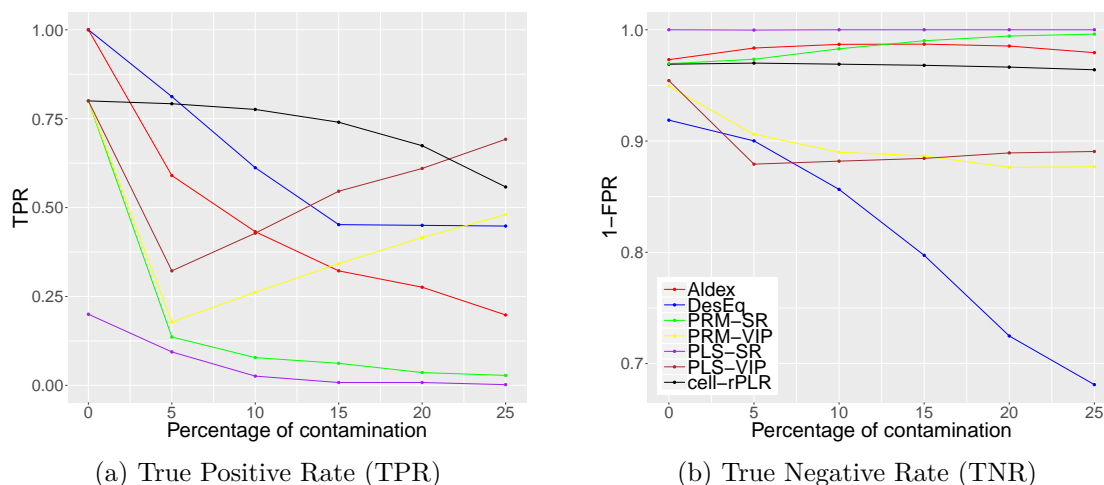 1.00
0.75
0.50
0.25
0.00
TPR
0 5 10 15 20 25
Percentage of contamination
(a) True Positive Rate (TPR)
1.0
0.9
0.8
0.7
1−FPR
Aldex
DesEq
PRM−SR
PRM−VIP
PLS−SR
PLS−VIP
cell−rPLR
0 5 10 15 20 25
Percentage of contamination
(b) True Negative Rate (TNR)